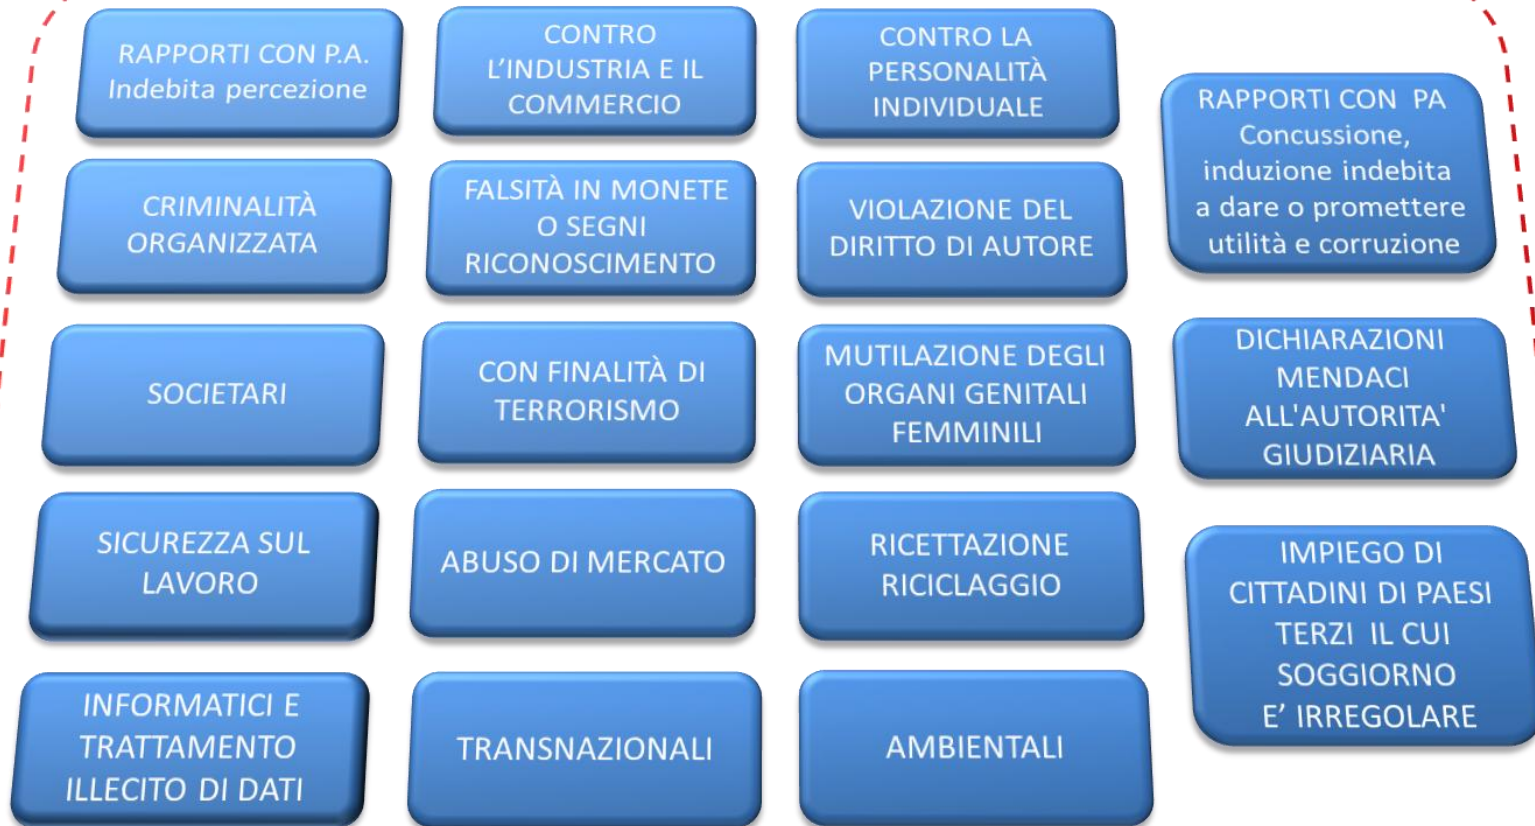 RAPPORTI CON P.A.
Indebita percezione
CONTRO
L’INDUSTRIA E IL
COMMERCIO
CONTRO LA
PERSONALITÀ
INDIVIDUALE
RAPPORTI CON PA
Concussione,
induzione indebita
a dare o promettere
utilità e corruzione
CRIMINALITÀ
ORGANIZZATA
FALSITÀ IN MONETE
O SEGNI
RICONOSCIMENTO
VIOLAZIONE DEL
DIRITTO DI AUTORE
SOCIETARI
CON FINALITÀ DI
TERRORISMO
MUTILAZIONE DEGLI
ORGANI GENITALI
FEMMINILI
DICHIARAZIONI
MENDACI
ALL'AUTORITA'
GIUDIZIARIA
SICUREZZA SUL
LAVORO
ABUSO DI MERCATO
RICETTAZIONE
RICICLAGGIO
IMPIEGO DI
CITTADINI DI PAESI
TERZI IL CUI
SOGGIORNO
E’ IRREGOLARE
INFORMATICI E
TRATTAMENTO
ILLECITO DI DATI
TRANSNAZIONALI
AMBIENTALI